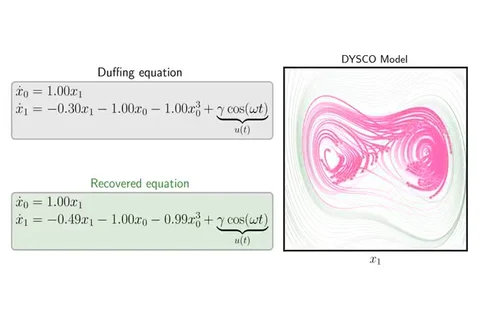 Duffing equation
ẋ₀ = 1.00x₁
ẋ₁ = −0.30x₁ − 1.00x₀ − 1.00x₀³ + γ cos(ωt)
u(t)
Recovered equation
ẋ₀ = 1.00x₁
ẋ₁ = −0.49x₁ − 1.00x₀ − 0.99x₀³ + γ cos(ωt)
u(t)
DYSCO Model
x₁